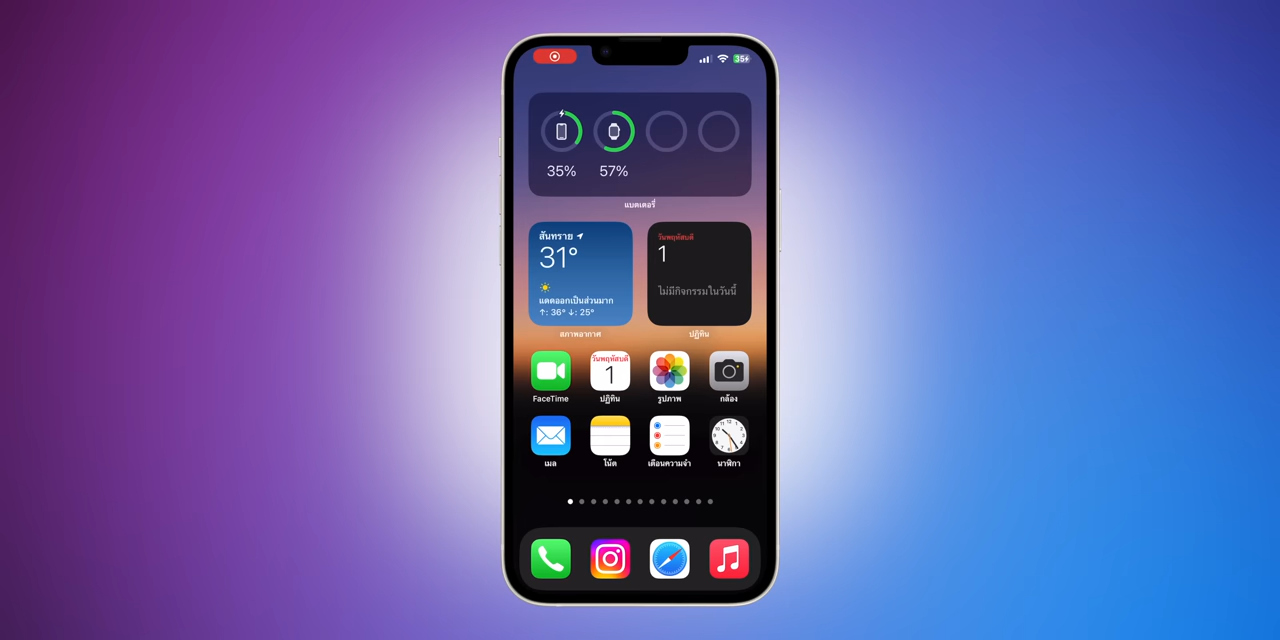 35
35% 57%
แบตเตอรี่
สันทราย
31°
แดดออกเป็นส่วนมาก
↑: 36° ↓: 25°
สภาพอากาศ
วันพฤหัสบดี
1
ไม่มีกิจกรรมในวันนี้
ปฏิทิน
วันพฤหัสบดี
1
FaceTime ปฏิทิน รูปภาพ กล้อง
เมล โน้ต เตือนความจำ นาฬิกา